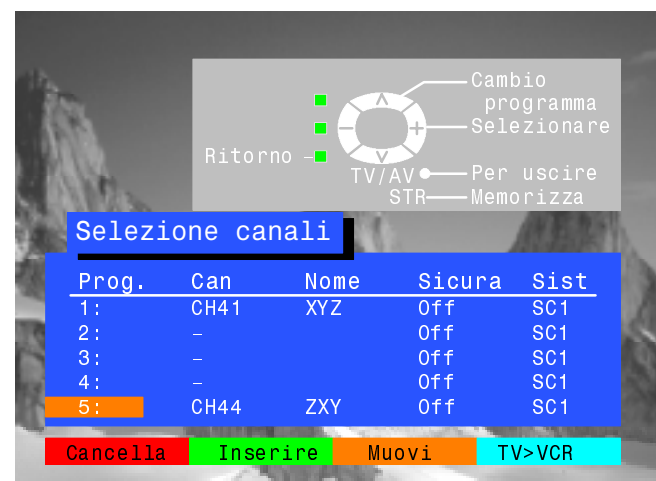 Cambio
programma
Selezionare
Ritorno
TV/AV
Per uscire
STR
Memorizza
Selezione canali
Prog. Can Nome Sicura Sist
1: CH41 XYZ Off SC1
2: – Off SC1
3: – Off SC1
4: – Off SC1
5: CH44 ZXY Off SC1
Cancella Inserire Muovi TV>VCR